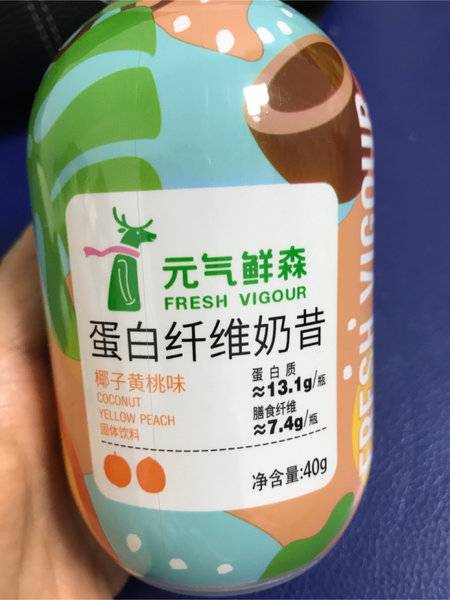 元气鲜森
FRESH VIGOUR
蛋白纤维奶昔
椰子黄桃味
COCONUT
YELLOW PEACH
固体饮料
蛋白质
≈13.1g/瓶
膳食纤维
≈7.4g/瓶
净含量:40g
FRESH VIGOUR